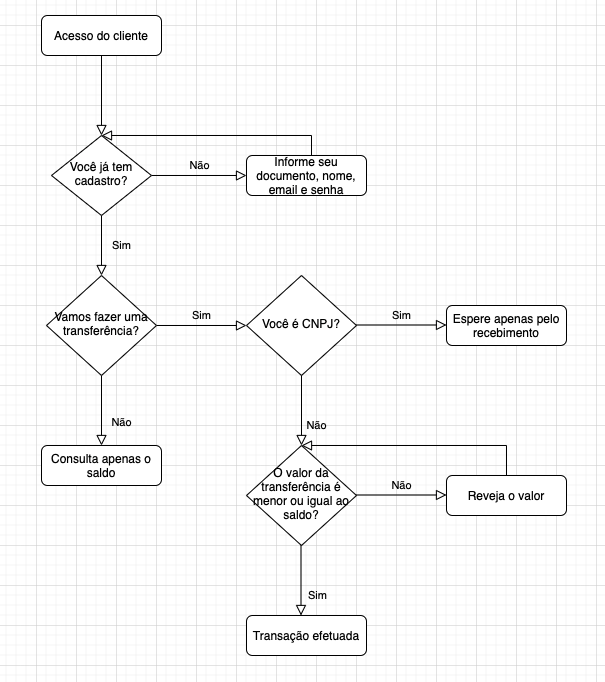 Acesso do cliente
Você já tem
cadastro?
Não
Informe seu
documento, nome,
email e senha
Sim
Vamos fazer uma
transferência?
Sim
Você é CNPJ?
Sim
Espere apenas pelo
recebimento
Não
Não
Consulta apenas o
saldo
O valor da
transferência é
menor ou igual ao
saldo?
Não
Reveja o valor
Sim
Transação efetuada